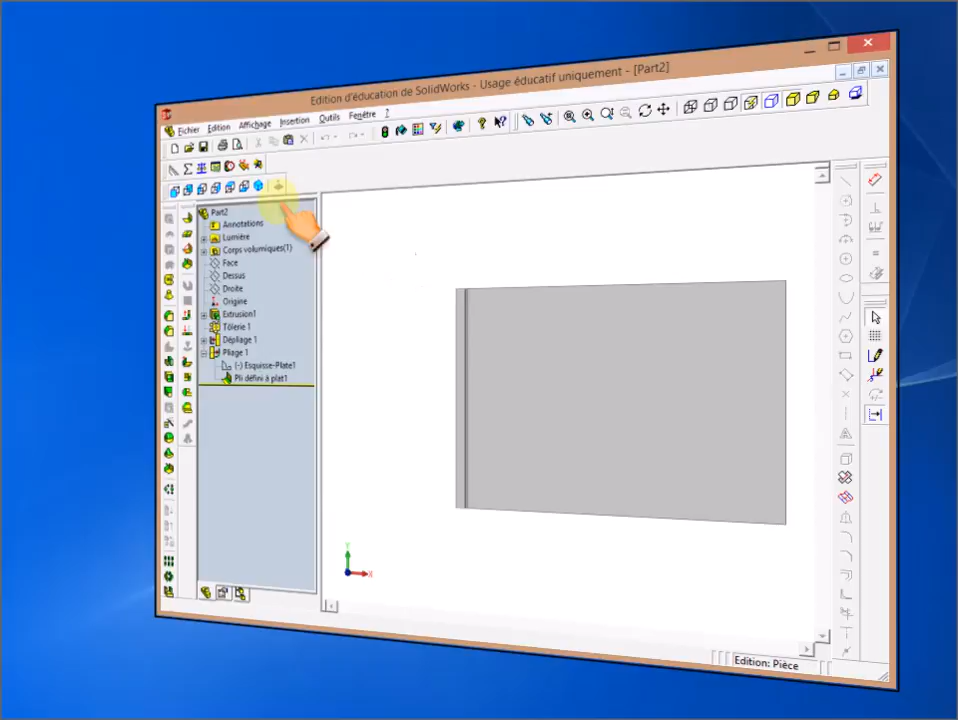 Edition d'éducation de SolidWorks - Usage éducatif uniquement - [Part2]
Fichier Edition Affichage Insertion Outils Fenêtre ?
Part2
Annotations
Lumière
Corps volumiques(1)
Face
Dessus
Droite
Origine
Extrusion1
Tôlerie 1
Dépliage 1
Pliage 1
(-) Esquisse-Plate1
Pli défini à plat1
Y
X
Edition: Pièce